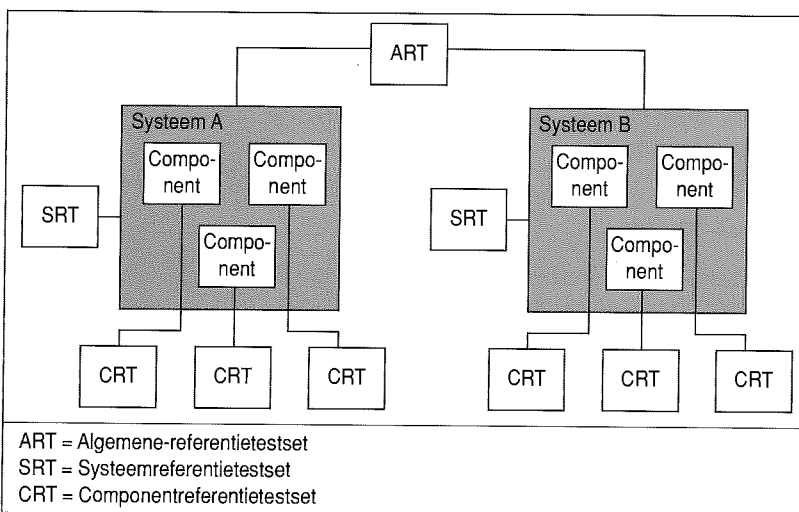 ART
Systeem A
Compo-
nent
Compo-
nent
SRT
Compo-
nent
CRT
CRT
CRT
Systeem B
Compo-
nent
Compo-
nent
SRT
Compo-
nent
CRT
CRT
CRT
ART = Algemene-referentietestset
SRT = Systeemreferentietestset
CRT = Componentreferentietestset